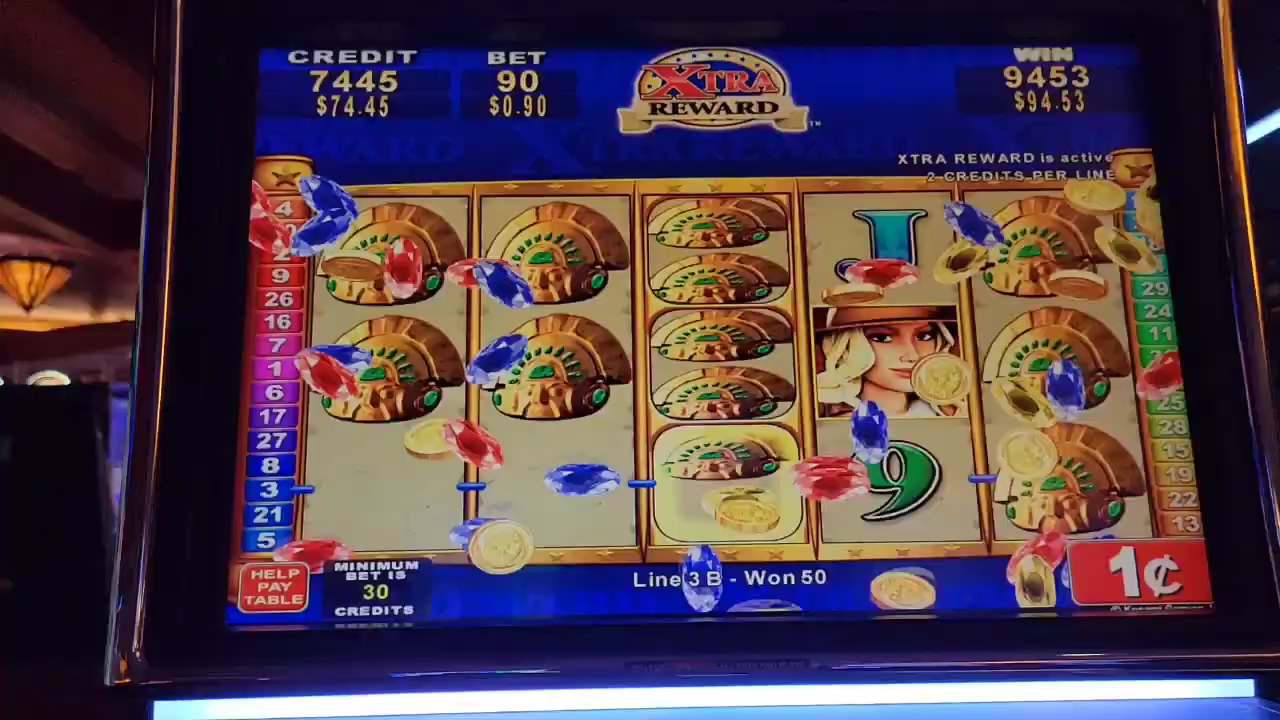 CREDIT
7445
$74.45
BET
90
$0.90
XTRA
REWARD
TM
WIN
9453
$94.53
XTRA REWARD is active
2 CREDITS PER LINE
4
2
9
26
16
7
1
6
17
27
8
3
21
5
J
9
29
24
11
25
28
15
19
22
13
HELP
PAY
TABLE
MINIMUM
BET IS
30
CREDITS
Line 3 B - Won 50
1¢